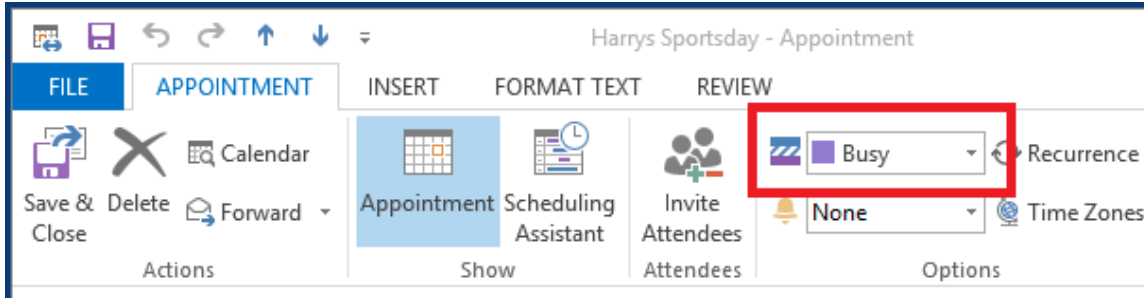 Harrys Sportsday - Appointment
FILE APPOINTMENT INSERT FORMAT TEXT REVIEW
Save & Close
Delete
Calendar
Forward
Actions
Appointment
Scheduling
Assistant
Show
Invite
Attendees
Attendees
Busy
Recurrence
None
Time Zones
Options